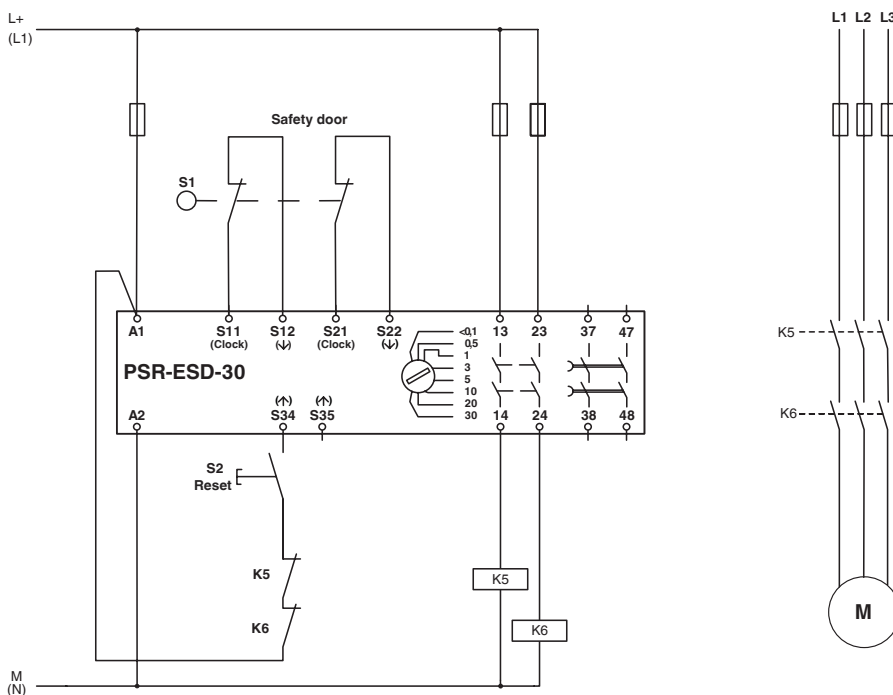 L+
(L1)
L1 L2 L3
Safety door
S1
A1 S11 S12 S21 S22 <0,1 13 23 37 47
(Clock) (↓) (Clock) (↓)
0,5
1
3
5
10
20
30
PSR-ESD-30
(↑) (↑)
A2 S34 S35 14 24 38 48
K5
K6
S2
Reset
K5
K6
K5
K6
M
M
(N)